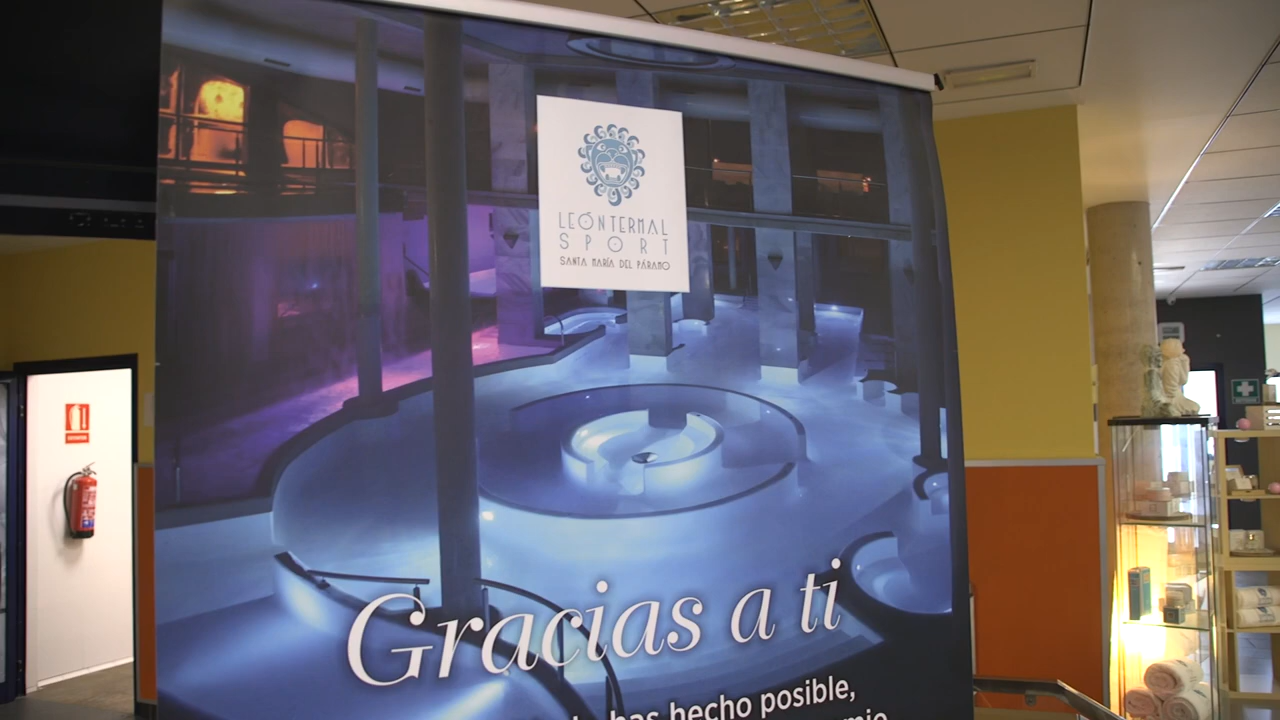 LEÓNTERMAL
SPORT
SANTA MARÍA DEL PÁRAMO
Gracias a ti
has hecho posible,